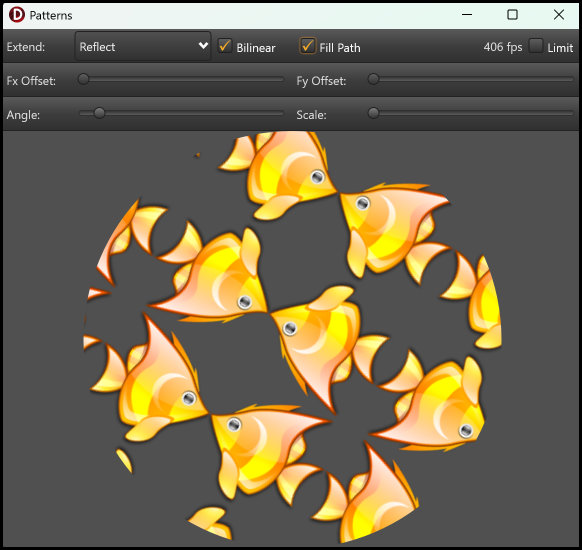 Patterns
Extend: Reflect Bilinear Fill Path 406 fps Limit
Fx Offset: Fy Offset:
Angle: Scale: